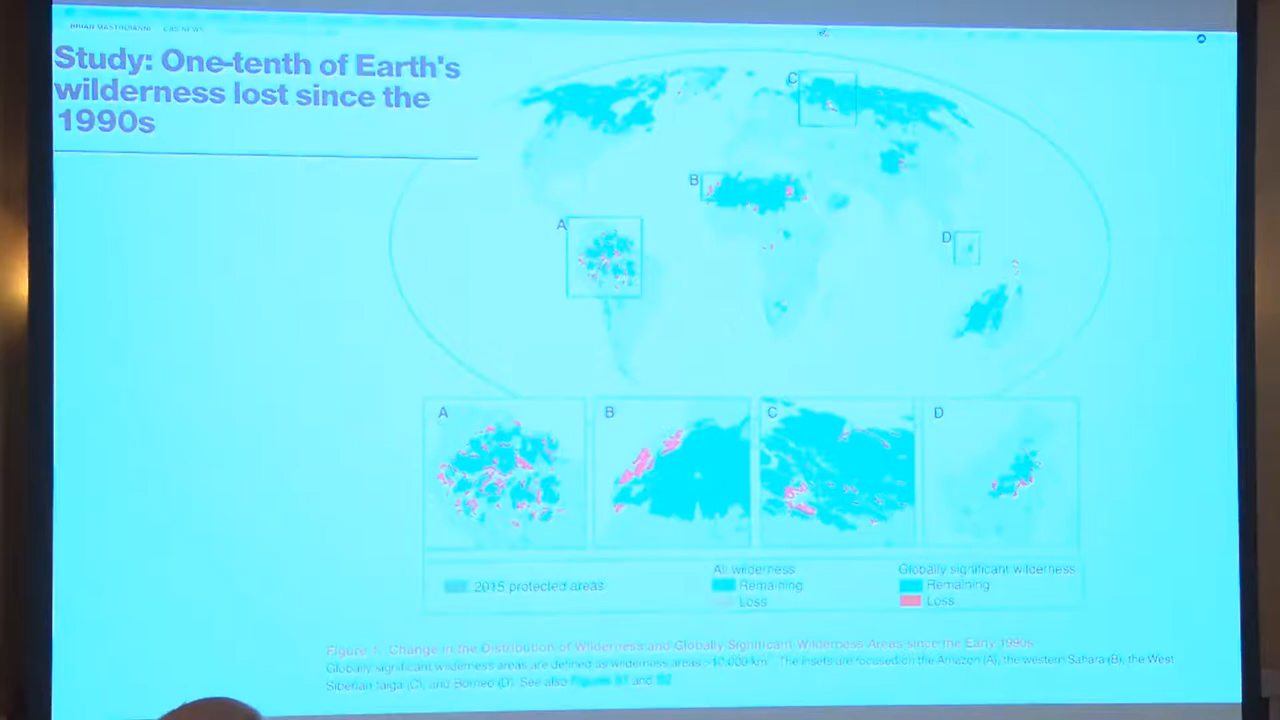 BRIAN MASTROIANNI CBS NEWS
Study: One-tenth of Earth's
wilderness lost since the
1990s
C
B
A
D
A B C D
2015 protected areas
All wilderness
Remaining
Loss
Globally significant wilderness
Remaining
Loss
Figure 1. Change in the Distribution of Wilderness and Globally Significant Wilderness Areas since the Early 1990s
Globally significant wilderness areas are defined as wilderness areas >10,000 km². The insets are focused on the Amazon (A), the western Sahara (B), the West
Siberian taiga (C), and Borneo (D). See also Figures S1 and S2